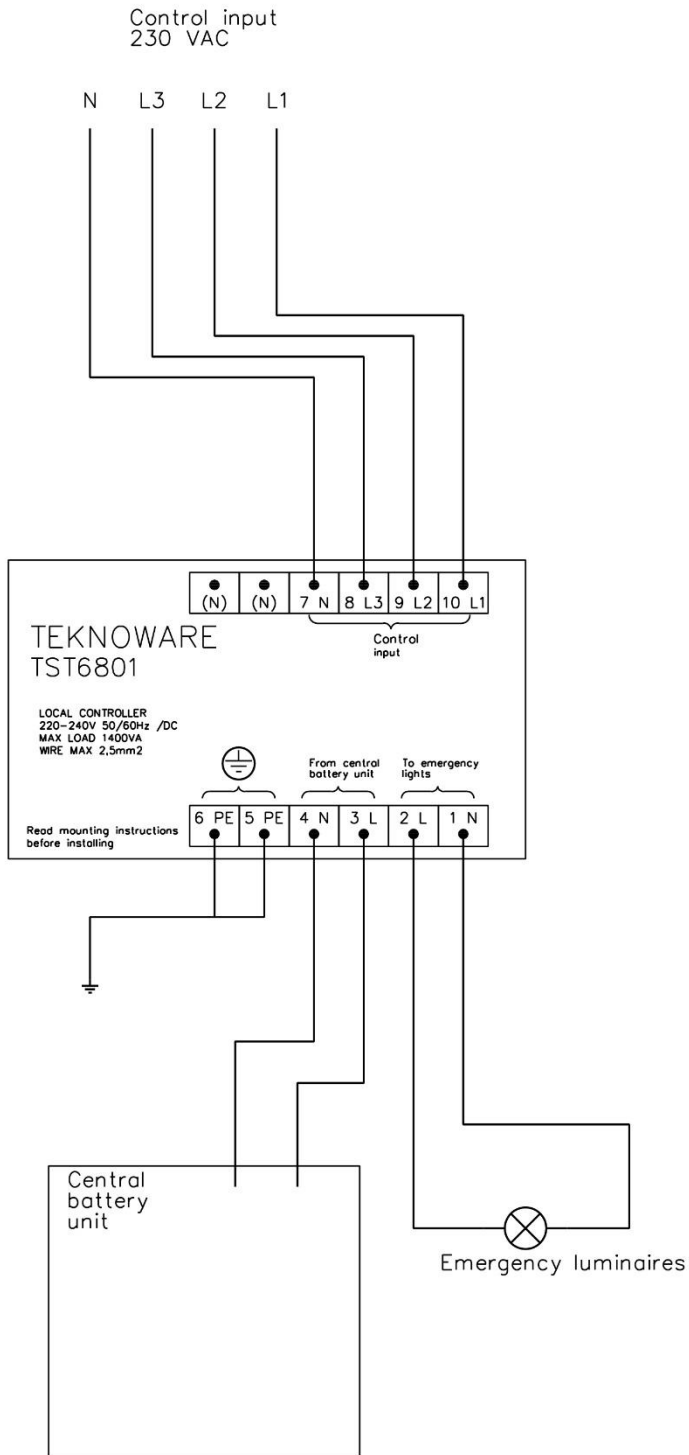 Control input
230 VAC
N L3 L2 L1
(N) (N) 7 N 8 L3 9 L2 10 L1
Control
input
TEKNOWARE
TST6801
LOCAL CONTROLLER
220-240V 50/60Hz /DC
MAX LOAD 1400VA
WIRE MAX 2,5mm2
From central
battery unit
To emergency
lights
6 PE 5 PE 4 N 3 L 2 L 1 N
Read mounting instructions
before installing
Central
battery
unit
Emergency luminaires